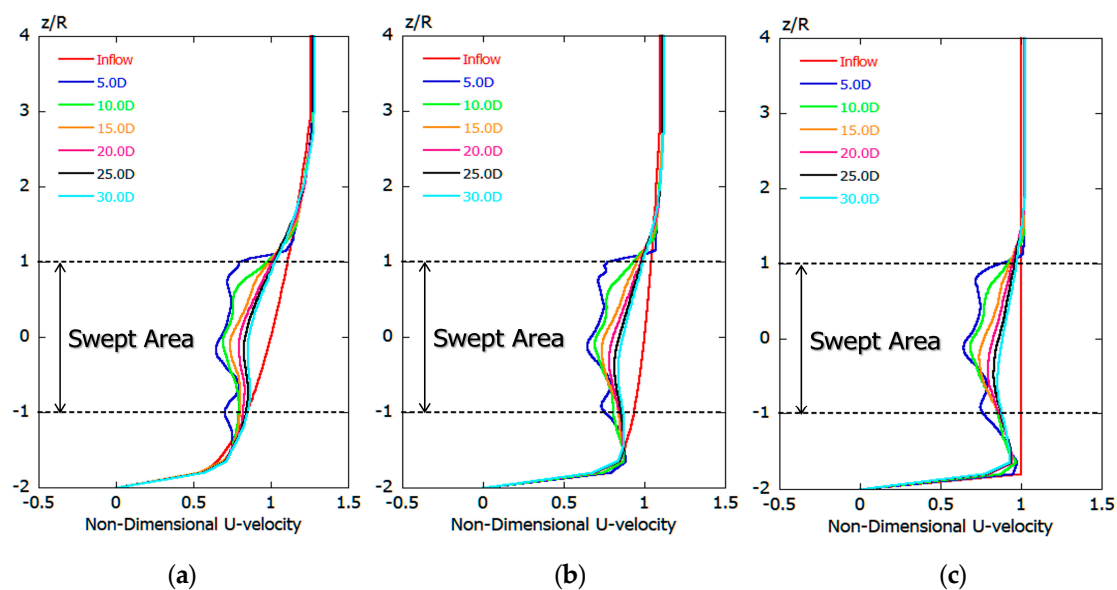 z/R
4
3
2
1
0
-1
-2
-0.5
0
0.5
1
1.5
Inflow
5.0D
10.0D
15.0D
20.0D
25.0D
30.0D
Swept Area
Non-Dimensional U-velocity
(a)
z/R
4
3
2
1
0
-1
-2
-0.5
0
0.5
1
1.5
Inflow
5.0D
10.0D
15.0D
20.0D
25.0D
30.0D
Swept Area
Non-Dimensional U-velocity
(b)
z/R
4
3
2
1
0
-1
-2
-0.5
0
0.5
1
1.5
Inflow
5.0D
10.0D
15.0D
20.0D
25.0D
30.0D
Swept Area
Non-Dimensional U-velocity
(c)